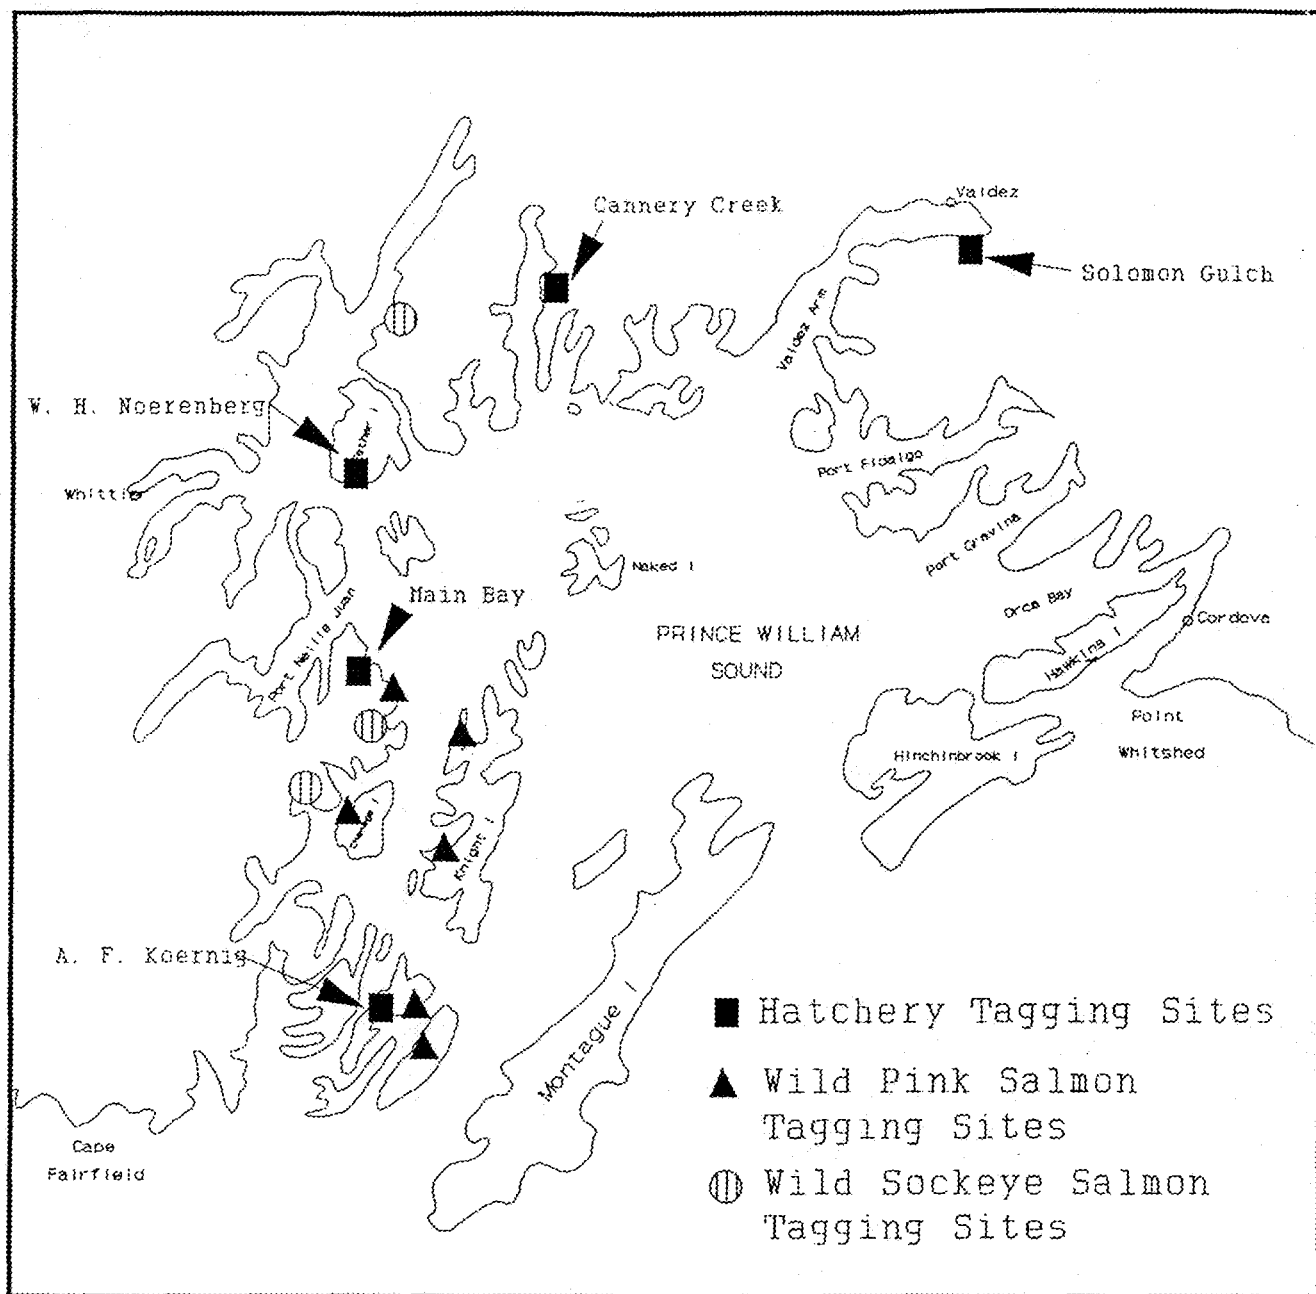 Valdez
Cannery Creek
Solomon Gulch
Valdez Arm
W. H. Noerenberg
Port Fidalgo
Whittie
Port Gravina
Naked I
Main Bay
Orca Bay
Port Nellie Juan
PRINCE WILLIAM
SOUND
Cordova
Hawkins I
Point
Whitshed
Hinchinbrook I
Knight I
A. F. Koernig
Montague I
Hatchery Tagging Sites
Wild Pink Salmon
Tagging Sites
Cape
Fairfield
Wild Sockeye Salmon
Tagging Sites